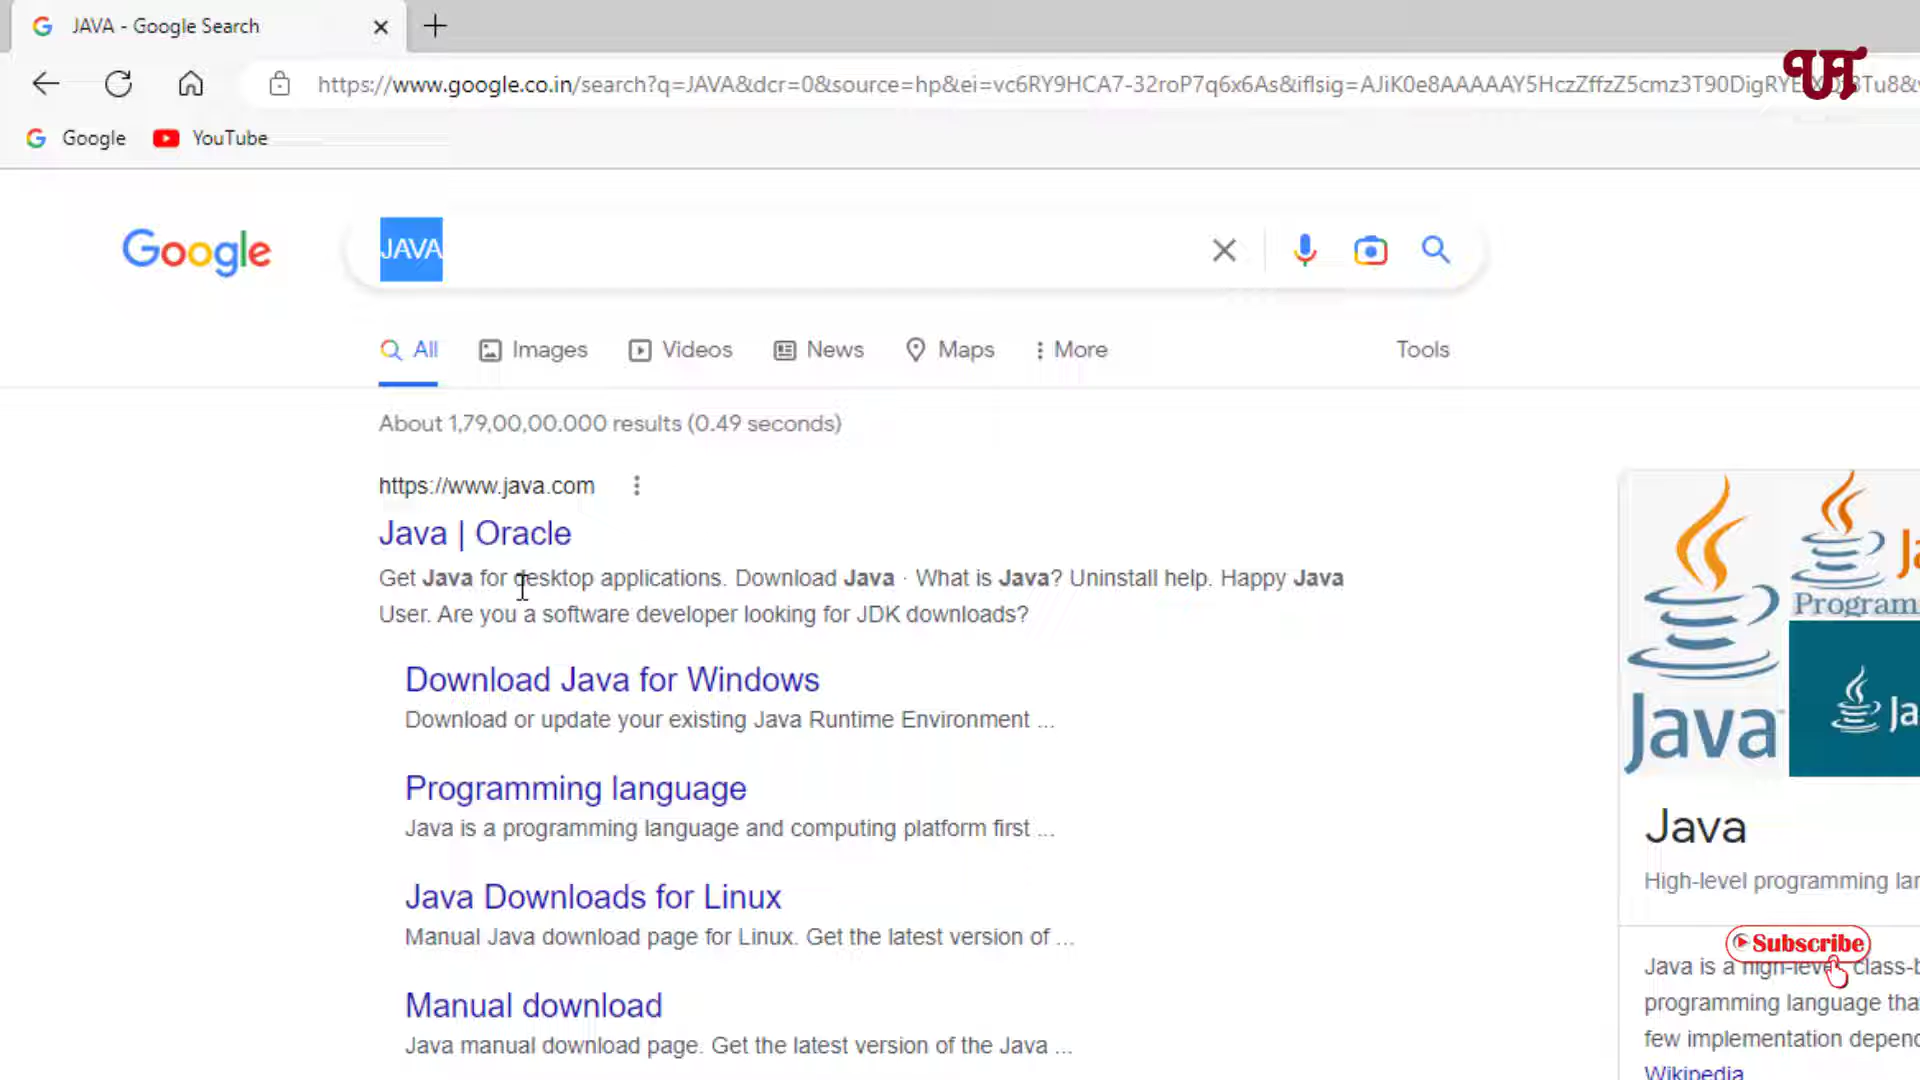 JAVA - Google Search
https://www.google.co.in/search?q=JAVA&dcr=0&source=hp&ei=vc6RY9HCA7-32roP7q6x6As&iflsig=AJiK0e8AAAAAY5HczZffzZ5cmz3T90DigRYE
Google
YouTube
Google
JAVA
All
Images
Videos
News
Maps
More
Tools
About 1,79,00,00,000 results (0.49 seconds)
https://www.java.com
Java | Oracle
Get Java for desktop applications. Download Java · What is Java? Uninstall help. Happy Java
User. Are you a software developer looking for JDK downloads?
Download Java for Windows
Download or update your existing Java Runtime Environment ...
Programming language
Java is a programming language and computing platform first ...
Java Downloads for Linux
Manual Java download page for Linux. Get the latest version of ...
Manual download
Java manual download page. Get the latest version of the Java ...
Java
Program
Ja
Java
High-level programming lan
Subscribe
Java is a high-level, class-b
programming language tha
few implementation depend
Wikipedia